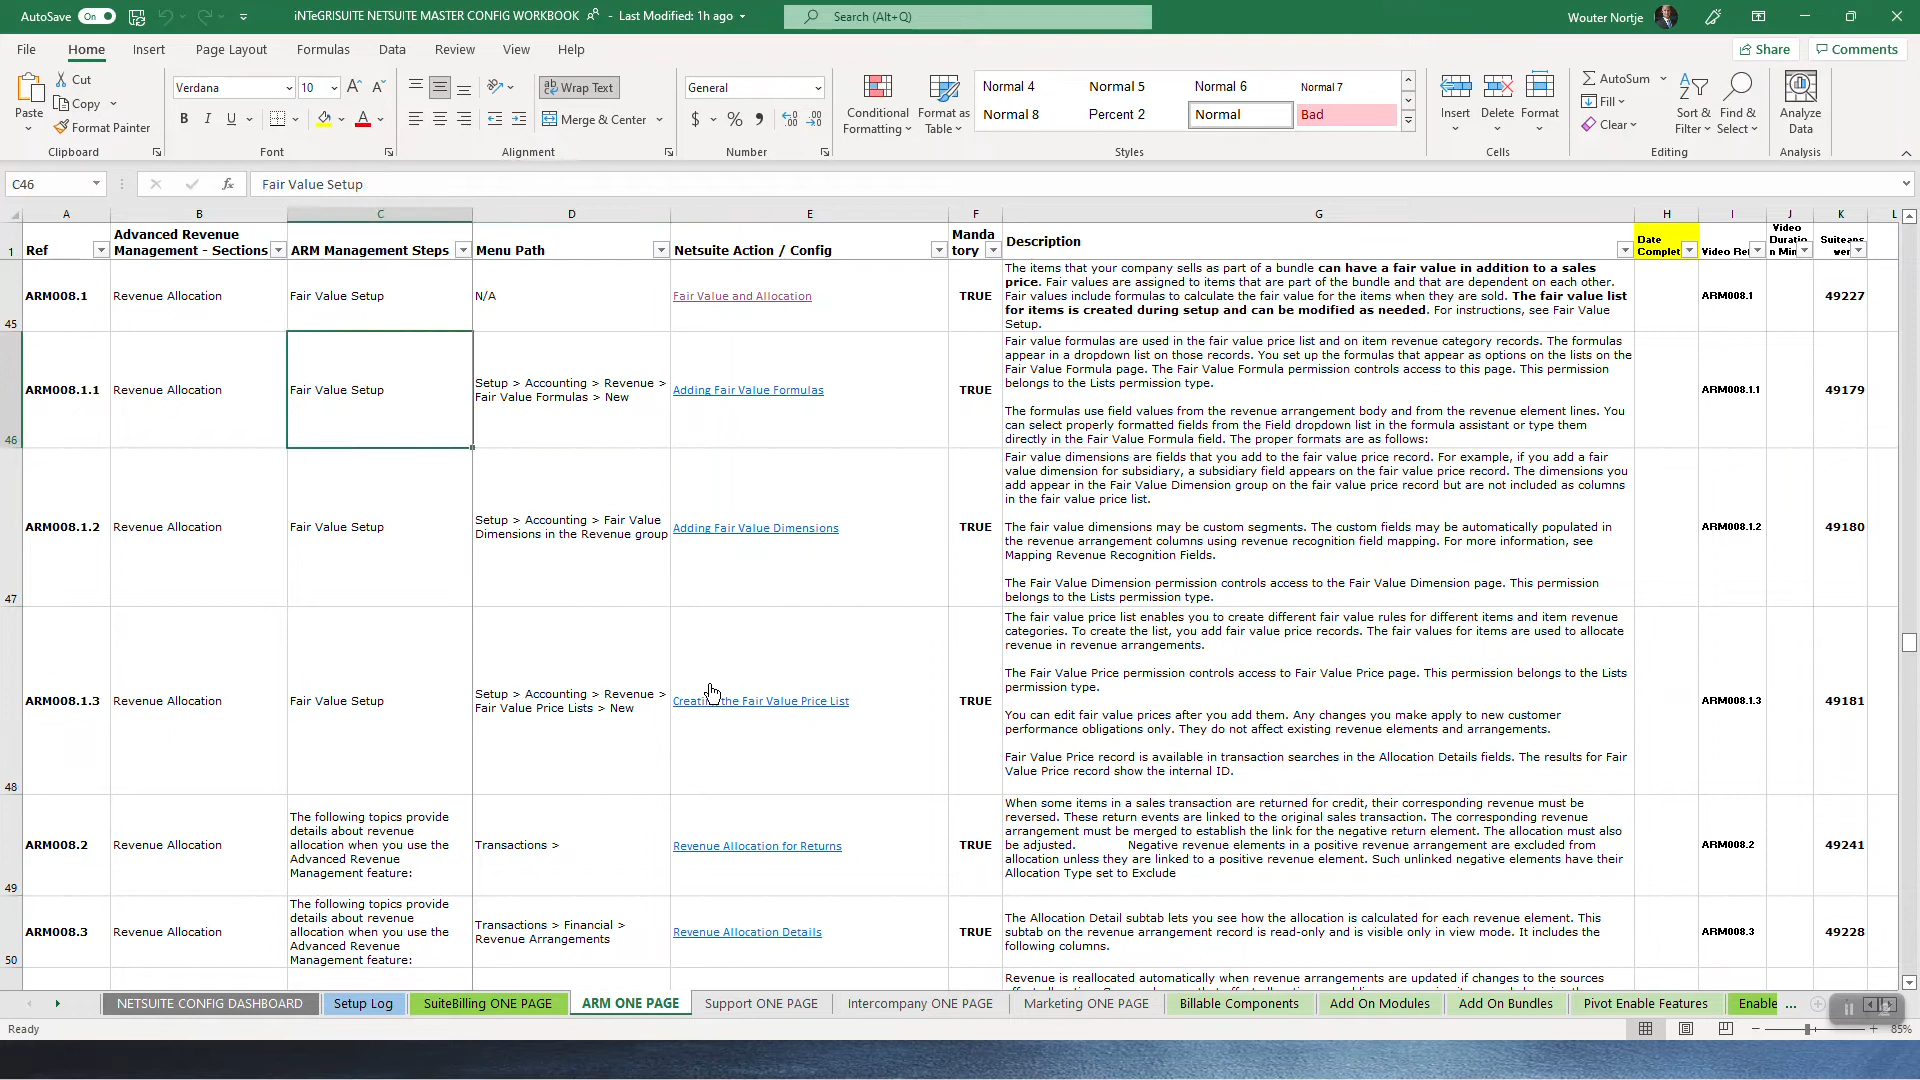 AutoSave On iNTeGRISUITE NETSUITE MASTER CONFIG WORKBOOK - Last Modified: 1h ago Search (Alt+Q) Wouter Nortje
File Home Insert Page Layout Formulas Data Review View Help Share Comments
Paste Cut Copy Format Painter Clipboard
Verdana 10 B I U A Font
Wrap Text Merge & Center Alignment
General $ % Number
Conditional Formatting Format as Table
Normal 4 Normal 5 Normal 6 Normal 7
Normal 8 Percent 2 Normal Bad
Styles
Insert Delete Format Cells
AutoSum Fill Clear Sort & Filter Find & Select Editing
Analyze Data Analysis
C46 fx Fair Value Setup
A B C D E F G H I J K L
1 Ref
Advanced Revenue
Management - Sections
ARM Management Steps
Menu Path
Netsuite Action / Config
Manda
tory
Description
Date
Complet
Video Re
Video
Duratio
n Min
Suiteans
wer
45 ARM008.1 Revenue Allocation Fair Value Setup N/A Fair Value and Allocation TRUE
The items that your company sells as part of a bundle can have a fair value in addition to a sales
price. Fair values are assigned to items that are part of the bundle and that are dependent on each other.
Fair values include formulas to calculate the fair value for the items when they are sold. The fair value list
for items is created during setup and can be modified as needed. For instructions, see Fair Value
Setup.
ARM008.1 49227
46 ARM008.1.1 Revenue Allocation Fair Value Setup
Setup > Accounting > Revenue >
Fair Value Formulas > New
Adding Fair Value Formulas TRUE
Fair value formulas are used in the fair value price list and on item revenue category records. The formulas
appear in a dropdown list on those records. You set up the formulas that appear as options on the lists on the
Fair Value Formula page. The Fair Value Formula permission controls access to this page. This permission
belongs to the Lists permission type.
The formulas use field values from the revenue arrangement body and from the revenue element lines. You
can select properly formatted fields from the Field dropdown list in the formula assistant or type them
directly in the Fair Value Formula field. The proper formats are as follows:
ARM008.1.1 49179
47 ARM008.1.2 Revenue Allocation Fair Value Setup
Setup > Accounting > Fair Value
Dimensions in the Revenue group
Adding Fair Value Dimensions TRUE
Fair value dimensions are fields that you add to the fair value price record. For example, if you add a fair
value dimension for subsidiary, a subsidiary field appears on the fair value price record. The dimensions you
add appear in the Fair Value Dimension group on the fair value price record but are not included as columns
in the fair value price list.
The fair value dimensions may be custom segments. The custom fields may be automatically populated in
the revenue arrangement columns using revenue recognition field mapping. For more information, see
Mapping Revenue Recognition Fields.
The Fair Value Dimension permission controls access to the Fair Value Dimension page. This permission
belongs to the Lists permission type.
ARM008.1.2 49180
48 ARM008.1.3 Revenue Allocation Fair Value Setup
Setup > Accounting > Revenue >
Fair Value Price Lists > New
Creating the Fair Value Price List TRUE
The fair value price list enables you to create different fair value rules for different items and item revenue
categories. To create the list, you add fair value price records. The fair values for items are used to allocate
revenue in revenue arrangements.
The Fair Value Price permission controls access to Fair Value Price page. This permission belongs to the Lists
permission type.
You can edit fair value prices after you add them. Any changes you make apply to new customer
performance obligations only. They do not affect existing revenue elements and arrangements.
Fair Value Price record is available in transaction searches in the Allocation Details fields. The results for Fair
Value Price record show the internal ID.
ARM008.1.3 49181
49 ARM008.2 Revenue Allocation
The following topics provide
details about revenue
allocation when you use the
Advanced Revenue
Management feature:
Transactions > Revenue Allocation for Returns TRUE
When some items in a sales transaction are returned for credit, their corresponding revenue must be
reversed. These return events are linked to the original sales transaction. The corresponding revenue
arrangement must be merged to establish the link for the negative return element. The allocation must also
be adjusted. Negative revenue elements in a positive revenue arrangement are excluded from
allocation unless they are linked to a positive revenue element. Such unlinked negative elements have their
Allocation Type set to Exclude
ARM008.2 49241
50 ARM008.3 Revenue Allocation
The following topics provide
details about revenue
allocation when you use the
Advanced Revenue
Management feature:
Transactions > Financial >
Revenue Arrangements
Revenue Allocation Details TRUE
The Allocation Detail subtab lets you see how the allocation is calculated for each revenue element. This
subtab on the revenue arrangement record is read-only and is visible only in view mode. It includes the
following columns.
ARM008.3 49228
Revenue is reallocated automatically when revenue arrangements are updated if changes to the sources
NETSUITE CONFIG DASHBOARD Setup Log SuiteBilling ONE PAGE ARM ONE PAGE Support ONE PAGE Intercompany ONE PAGE Marketing ONE PAGE Billable Components Add On Modules Add On Bundles Pivot Enable Features Enable ...
Ready 85%